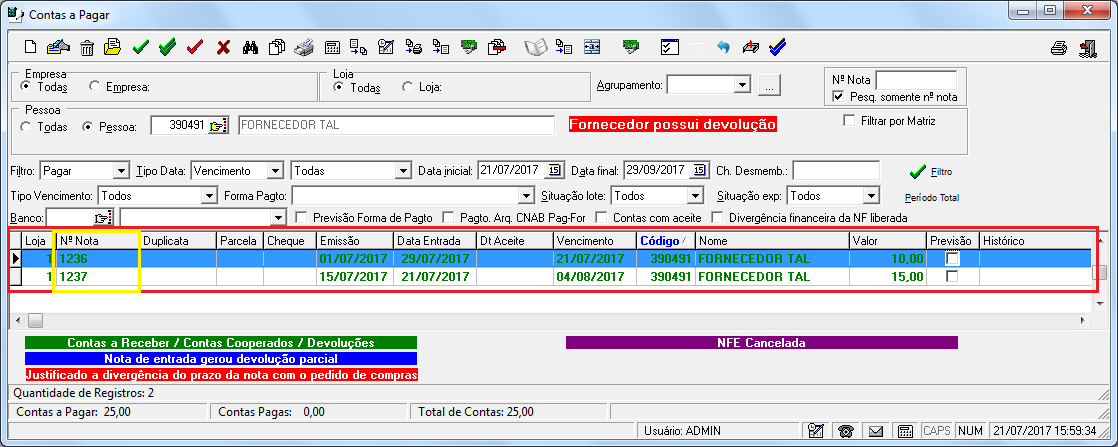 Contas a Pagar
Empresa
Todas Empresa:
Loja
Todas Loja:
Agrupamento: ...
Nº Nota
Pesq. somente nº nota
Pessoa
Todas Pessoa: 390491 FORNECEDOR TAL
Fornecedor possui devolução
Filtrar por Matriz
Filtro: Pagar Tipo Data: Vencimento Todas Data inicial: 21/07/2017 15 Data final: 29/09/2017 15 Ch. Desmemb.: Filtro
Tipo Vencimento: Todos Forma Pagto: Situação lote: Todos Situação exp: Todos Período Total
Banco: Previsão Forma de Pagto Pagto. Arq. CNAB Pag-For Contas com aceite Divergência financeira da NF liberada
Loja Nº Nota Duplicata Parcela Cheque Emissão Data Entrada Dt Aceite Vencimento Código Nome Valor Previsão Histórico
1 1236 01/07/2017 29/07/2017 21/07/2017 390491 FORNECEDOR TAL 10,00
1 1237 15/07/2017 21/07/2017 04/08/2017 390491 FORNECEDOR TAL 15,00
Contas a Receber / Contas Cooperados / Devoluções NFE Cancelada
Nota de entrada gerou devolução parcial
Justificado a divergência do prazo da nota com o pedido de compras
Quantidade de Registros: 2
Contas a Pagar: 25,00 Contas Pagas: 0,00 Total de Contas: 25,00
Usuário: ADMIN CAPS NUM 21/07/2017 15:59:34